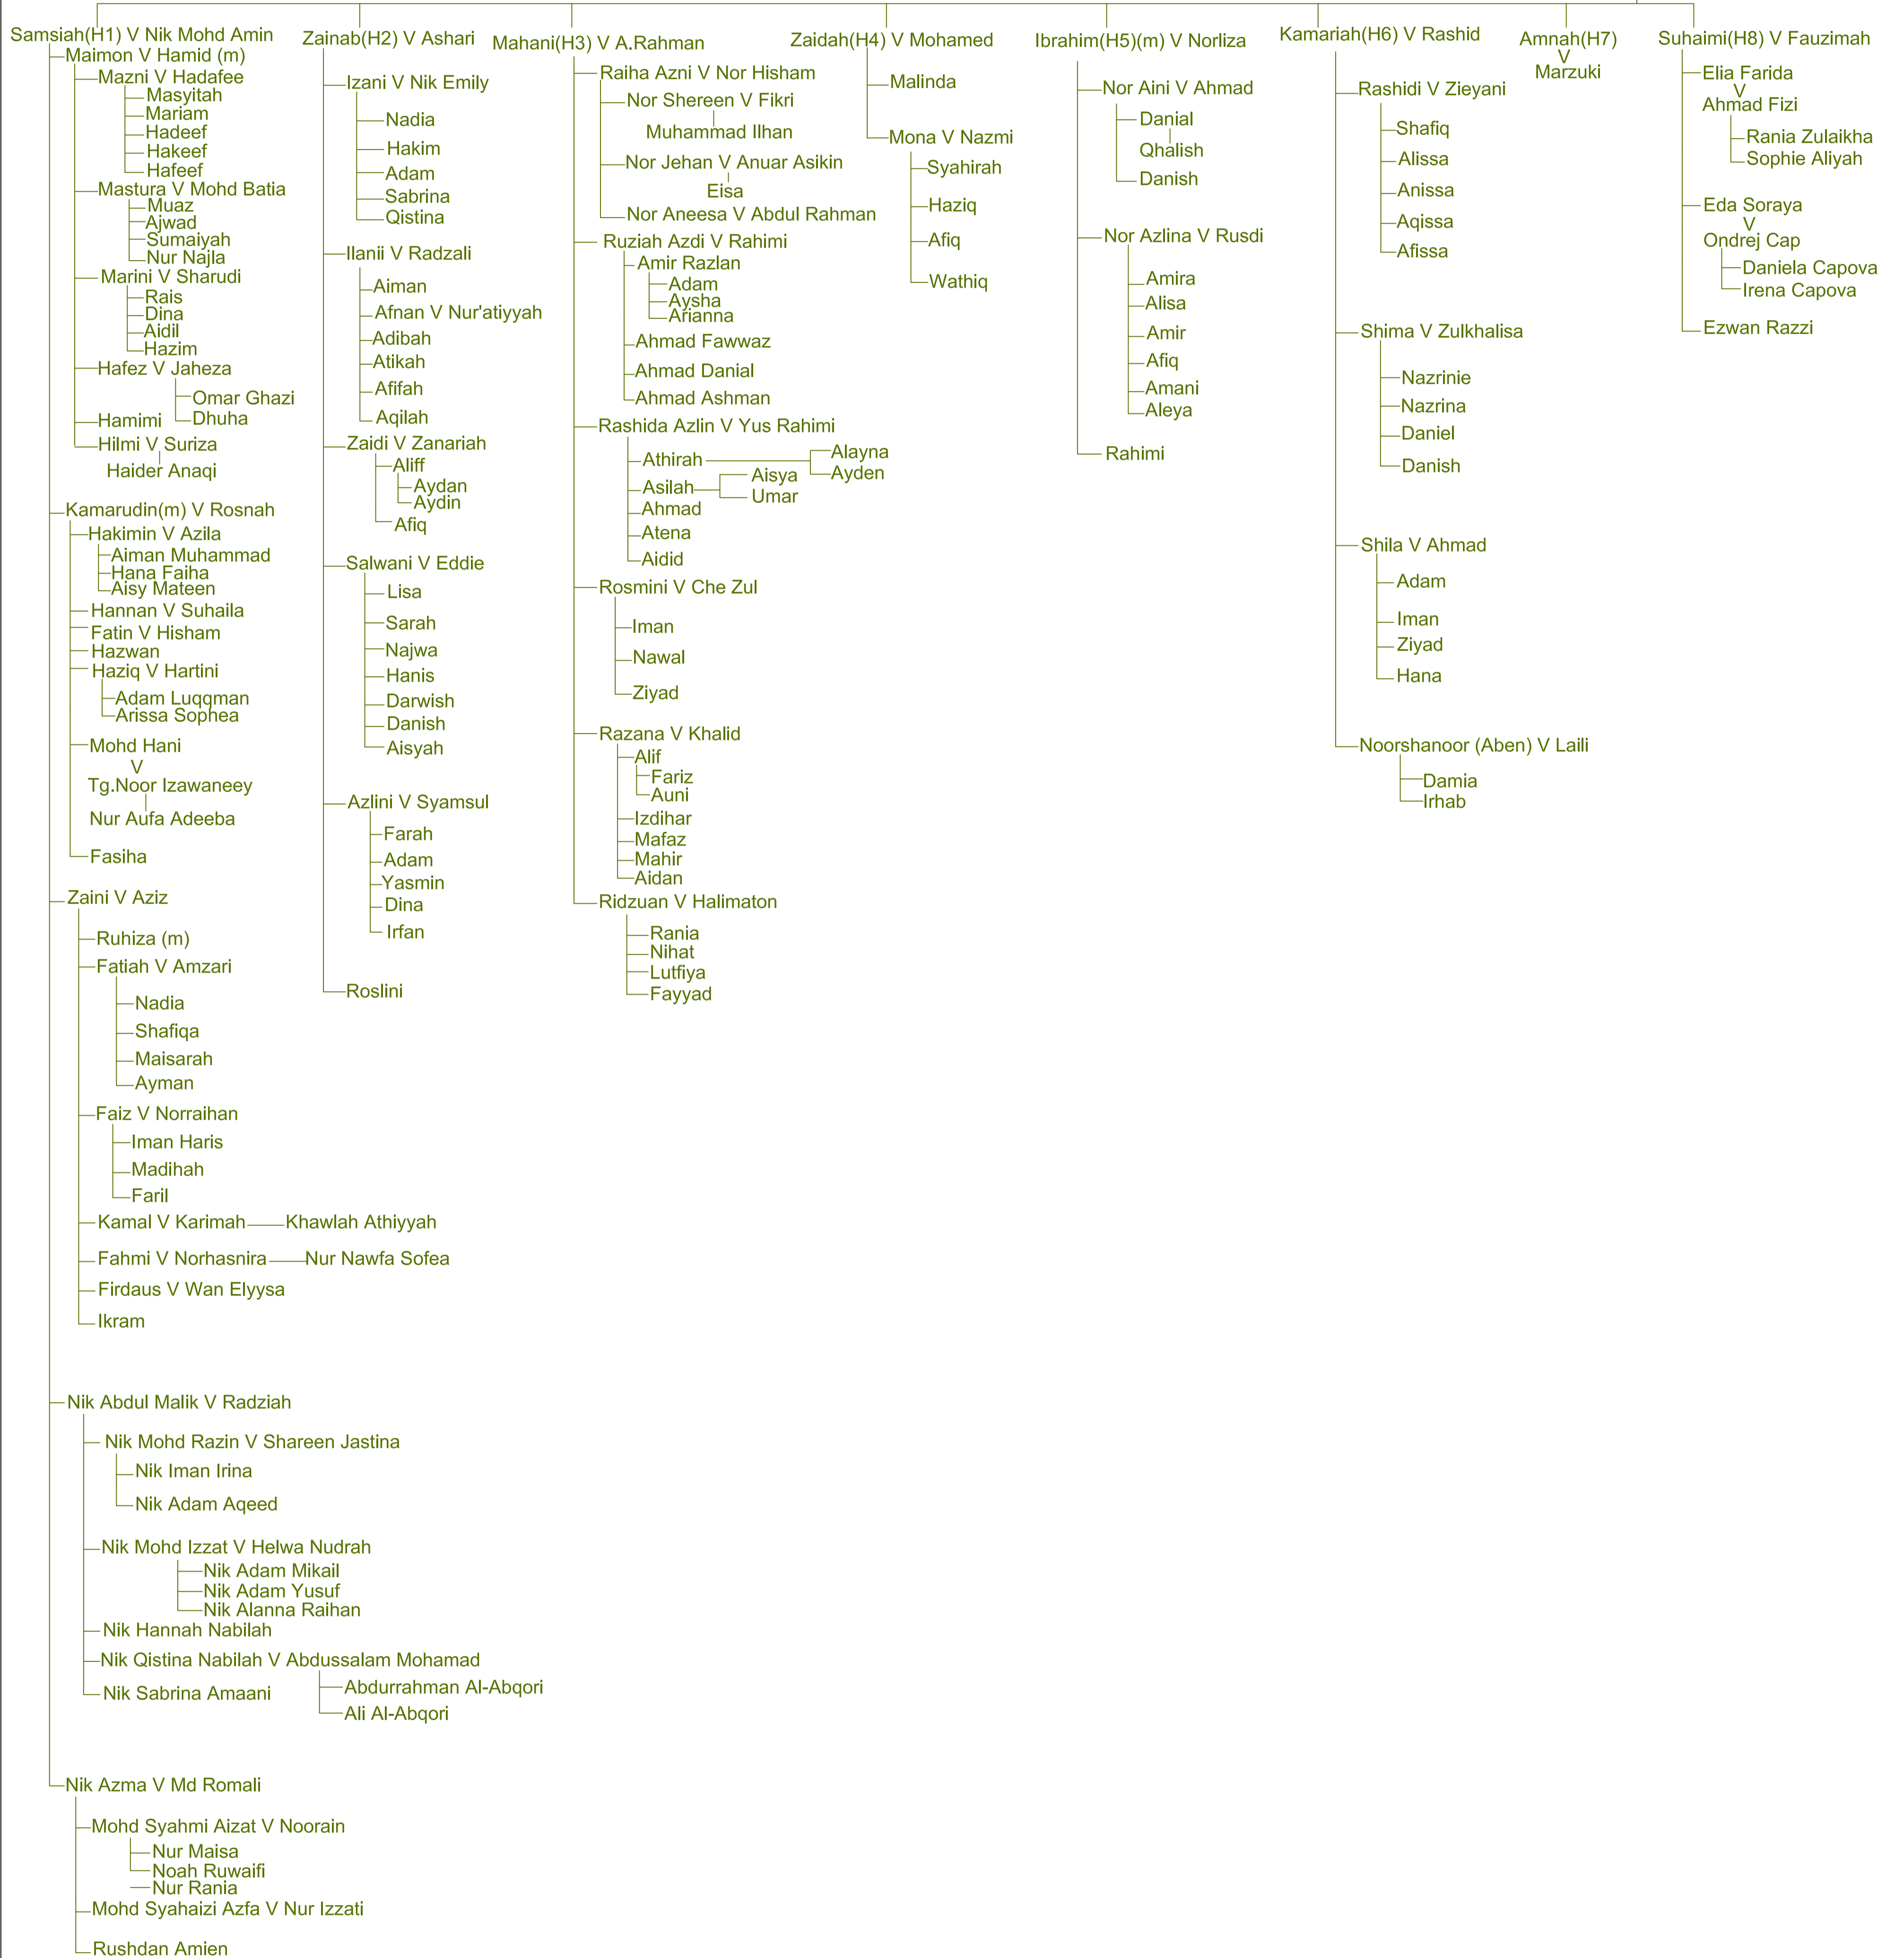 Samsiah(H1) V Nik Mohd Amin
Maimon V Hamid (m)
Mazni V Hadafee
Masyitah
Mariam
Hadeef
Hakeef
Hafeef
Mastura V Mohd Batia
Muaz
Ajwad
Sumaiyah
Nur Najla
Marini V Sharudi
Rais
Dina
Aidil
Hazim
Hafez V Jaheza
Omar Ghazi
Dhuha
Hamimi
Hilmi V Suriza
Haider Anaqi
Kamarudin(m) V Rosnah
Hakimin V Azila
Aiman Muhammad
Hana Faiha
Aisy Mateen
Hannan V Suhaila
Fatin V Hisham
Hazwan
Haziq V Hartini
Adam Luqqman
Arissa Sophea
Mohd Hani
V
Tg.Noor Izawaneey
Nur Aufa Adeeba
Fasiha
Zaini V Aziz
Ruhiza (m)
Fatiah V Amzari
Nadia
Shafiqa
Maisarah
Ayman
Faiz V Norraihan
Iman Haris
Madihah
Faril
Kamal V Karimah
Khawlah Athiyyah
Fahmi V Norhasnira
Nur Nawfa Sofea
Firdaus V Wan Elyysa
Ikram
Nik Abdul Malik V Radziah
Nik Mohd Razin V Shareen Jastina
Nik Iman Irina
Nik Adam Aqeed
Nik Mohd Izzat V Helwa Nudrah
Nik Adam Mikail
Nik Adam Yusuf
Nik Alanna Raihan
Nik Hannah Nabilah
Nik Qistina Nabilah V Abdussalam Mohamad
Abdurrahman Al-Abqori
Ali Al-Abqori
Nik Sabrina Amaani
Nik Azma V Md Romali
Mohd Syahmi Aizat V Noorain
Nur Maisa
Noah Ruwaifi
Nur Rania
Mohd Syahaizi Azfa V Nur Izzati
Rushdan Amien
Zainab(H2) V Ashari
Izani V Nik Emily
Nadia
Hakim
Adam
Sabrina
Qistina
Ilanii V Radzali
Aiman
Afnan V Nur'atiyyah
Adibah
Atikah
Afifah
Aqilah
Zaidi V Zanariah
Aliff
Aydan
Aydin
Afiq
Salwani V Eddie
Lisa
Sarah
Najwa
Hanis
Darwish
Danish
Aisyah
Azlini V Syamsul
Farah
Adam
Yasmin
Dina
Irfan
Roslini
Mahani(H3) V A.Rahman
Raiha Azni V Nor Hisham
Nor Shereen V Fikri
Muhammad Ilhan
Nor Jehan V Anuar Asikin
Eisa
Nor Aneesa V Abdul Rahman
Ruziah Azdi V Rahimi
Amir Razlan
Adam
Aysha
Arianna
Ahmad Fawwaz
Ahmad Danial
Ahmad Ashman
Rashida Azlin V Yus Rahimi
Athirah
Alayna
Ayden
Asilah
Aisya
Umar
Ahmad
Atena
Aidid
Rosmini V Che Zul
Iman
Nawal
Ziyad
Razana V Khalid
Alif
Fariz
Auni
Izdihar
Mafaz
Mahir
Aidan
Ridzuan V Halimaton
Rania
Nihat
Lutfiya
Fayyad
Zaidah(H4) V Mohamed
Malinda
Mona V Nazmi
Syahirah
Haziq
Afiq
Wathiq
Ibrahim(H5)(m) V Norliza
Nor Aini V Ahmad
Danial
Qhalish
Danish
Nor Azlina V Rusdi
Amira
Alisa
Amir
Afiq
Amani
Aleya
Rahimi
Kamariah(H6) V Rashid
Rashidi V Zieyani
Shafiq
Alissa
Anissa
Aqissa
Afissa
Shima V Zulkhalisa
Nazrinie
Nazrina
Daniel
Danish
Shila V Ahmad
Adam
Iman
Ziyad
Hana
Noorshanoor (Aben) V Laili
Damia
Irhab
Amnah(H7)
V
Marzuki
Suhaimi(H8) V Fauzimah
Elia Farida
V
Ahmad Fizi
Rania Zulaikha
Sophie Aliyah
Eda Soraya
V
Ondrej Cap
Daniela Capova
Irena Capova
Ezwan Razzi